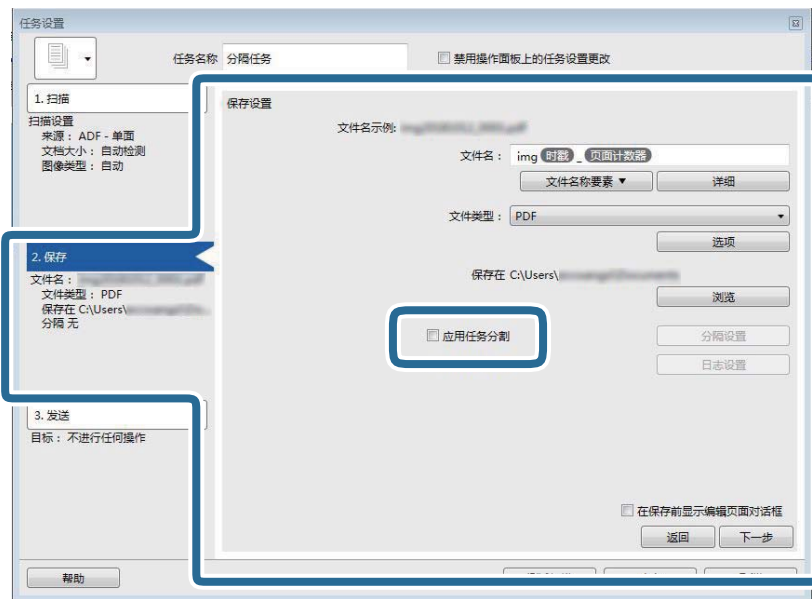 任务设置
任务名称 分隔任务 禁用操作面板上的任务设置更改
1. 扫描
扫描设置
来源： ADF - 单面
文档大小： 自动检测
图像类型： 自动
2. 保存
文件名：
文件类型： PDF
保存在 C:\Users\
分隔 无
3. 发送
目标： 不进行任何操作
保存设置
文件名示例:
文件名： img 时戳 _ 页面计数器
文件名称要素 ▼ 详细
文件类型： PDF
选项
保存在 C:\Users\
浏览
应用任务分割 分隔设置
日志设置
在保存前显示编辑页面对话框
返回 下一步
帮助